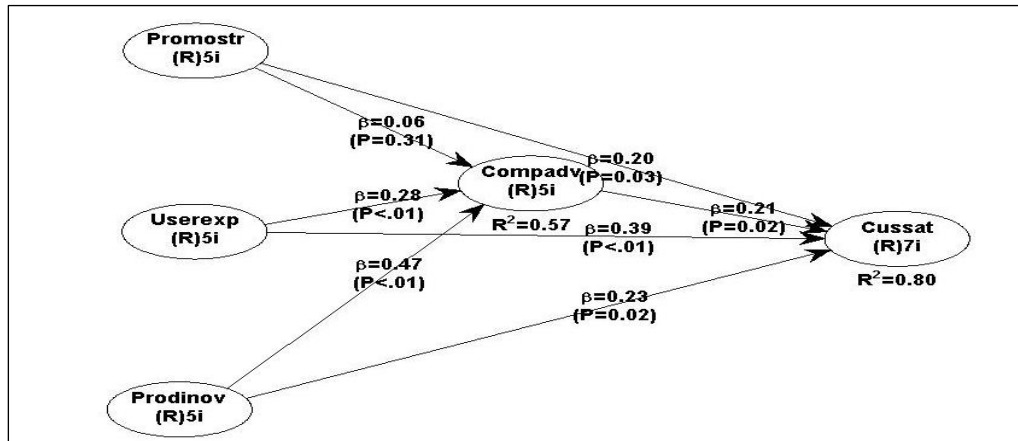 Promostr
(R)5i
β=0.06
(P=0.31)
β=0.20
(P=0.03)
Compadv
(R)5i
β=0.28
(P<.01)
β=0.21
(P=0.02)
Userexp
(R)5i
R²=0.57
β=0.39
(P<.01)
Cussat
(R)7i
R²=0.80
β=0.47
(P<.01)
β=0.23
(P=0.02)
Prodinov
(R)5i